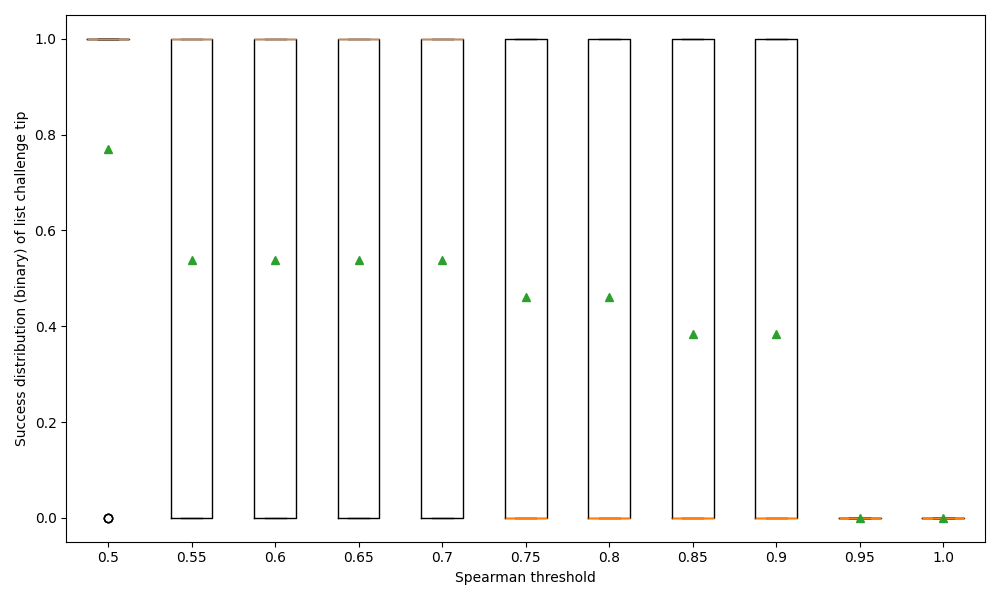 1.0
0.8
0.6
0.4
0.2
0.0
Success distribution (binary) of list challenge tip
0.5 0.55 0.6 0.65 0.7 0.75 0.8 0.85 0.9 0.95 1.0
Spearman threshold